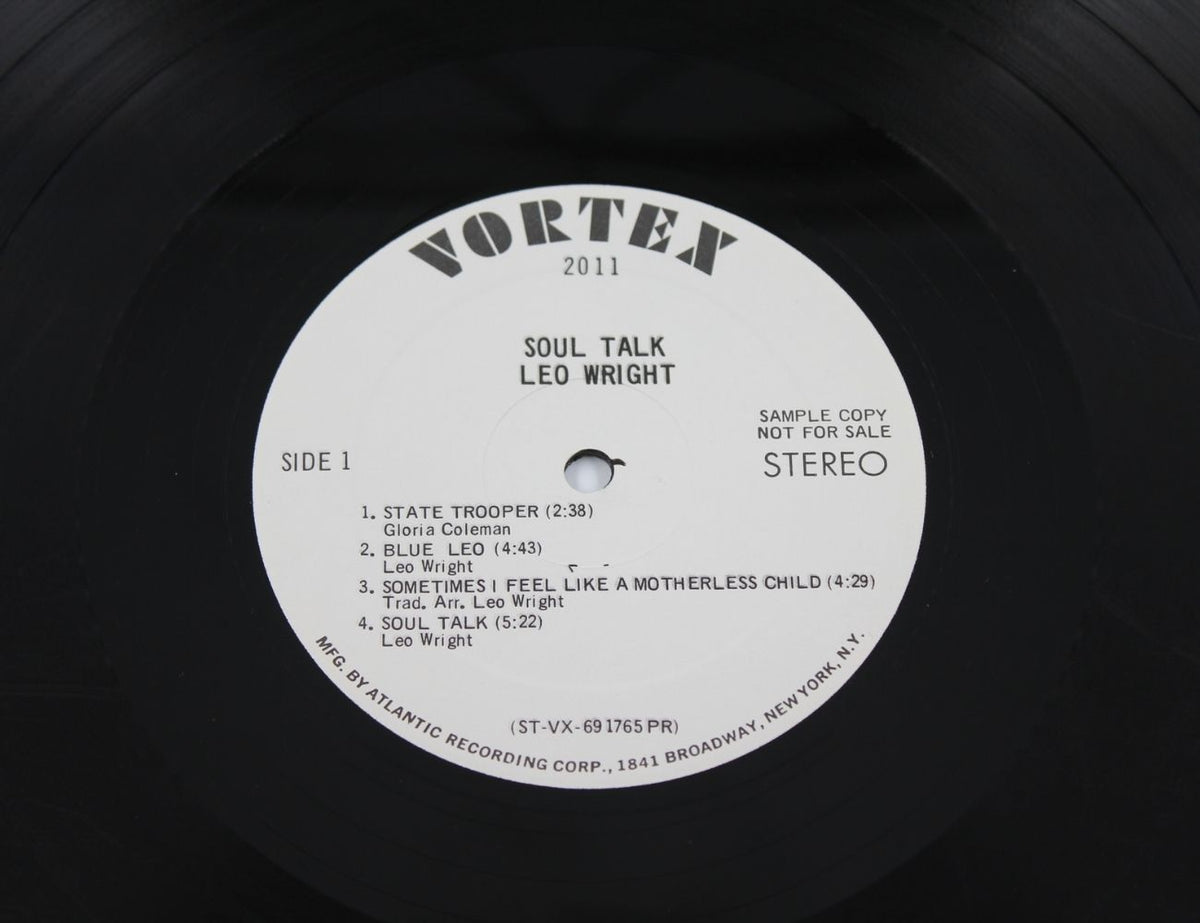 VORTEX
2011
SOUL TALK
LEO WRIGHT
SAMPLE COPY
NOT FOR SALE
SIDE 1
STEREO
1. STATE TROOPER (2:38)
Gloria Coleman
2. BLUE LEO (4:43)
Leo Wright
3. SOMETIMES I FEEL LIKE A MOTHERLESS CHILD (4:29)
Trad. Arr. Leo Wright
4. SOUL TALK (5:22)
Leo Wright
(ST-VX-691765 PR)
MFG. BY ATLANTIC RECORDING CORP., 1841 BROADWAY, NEW YORK, N.Y.